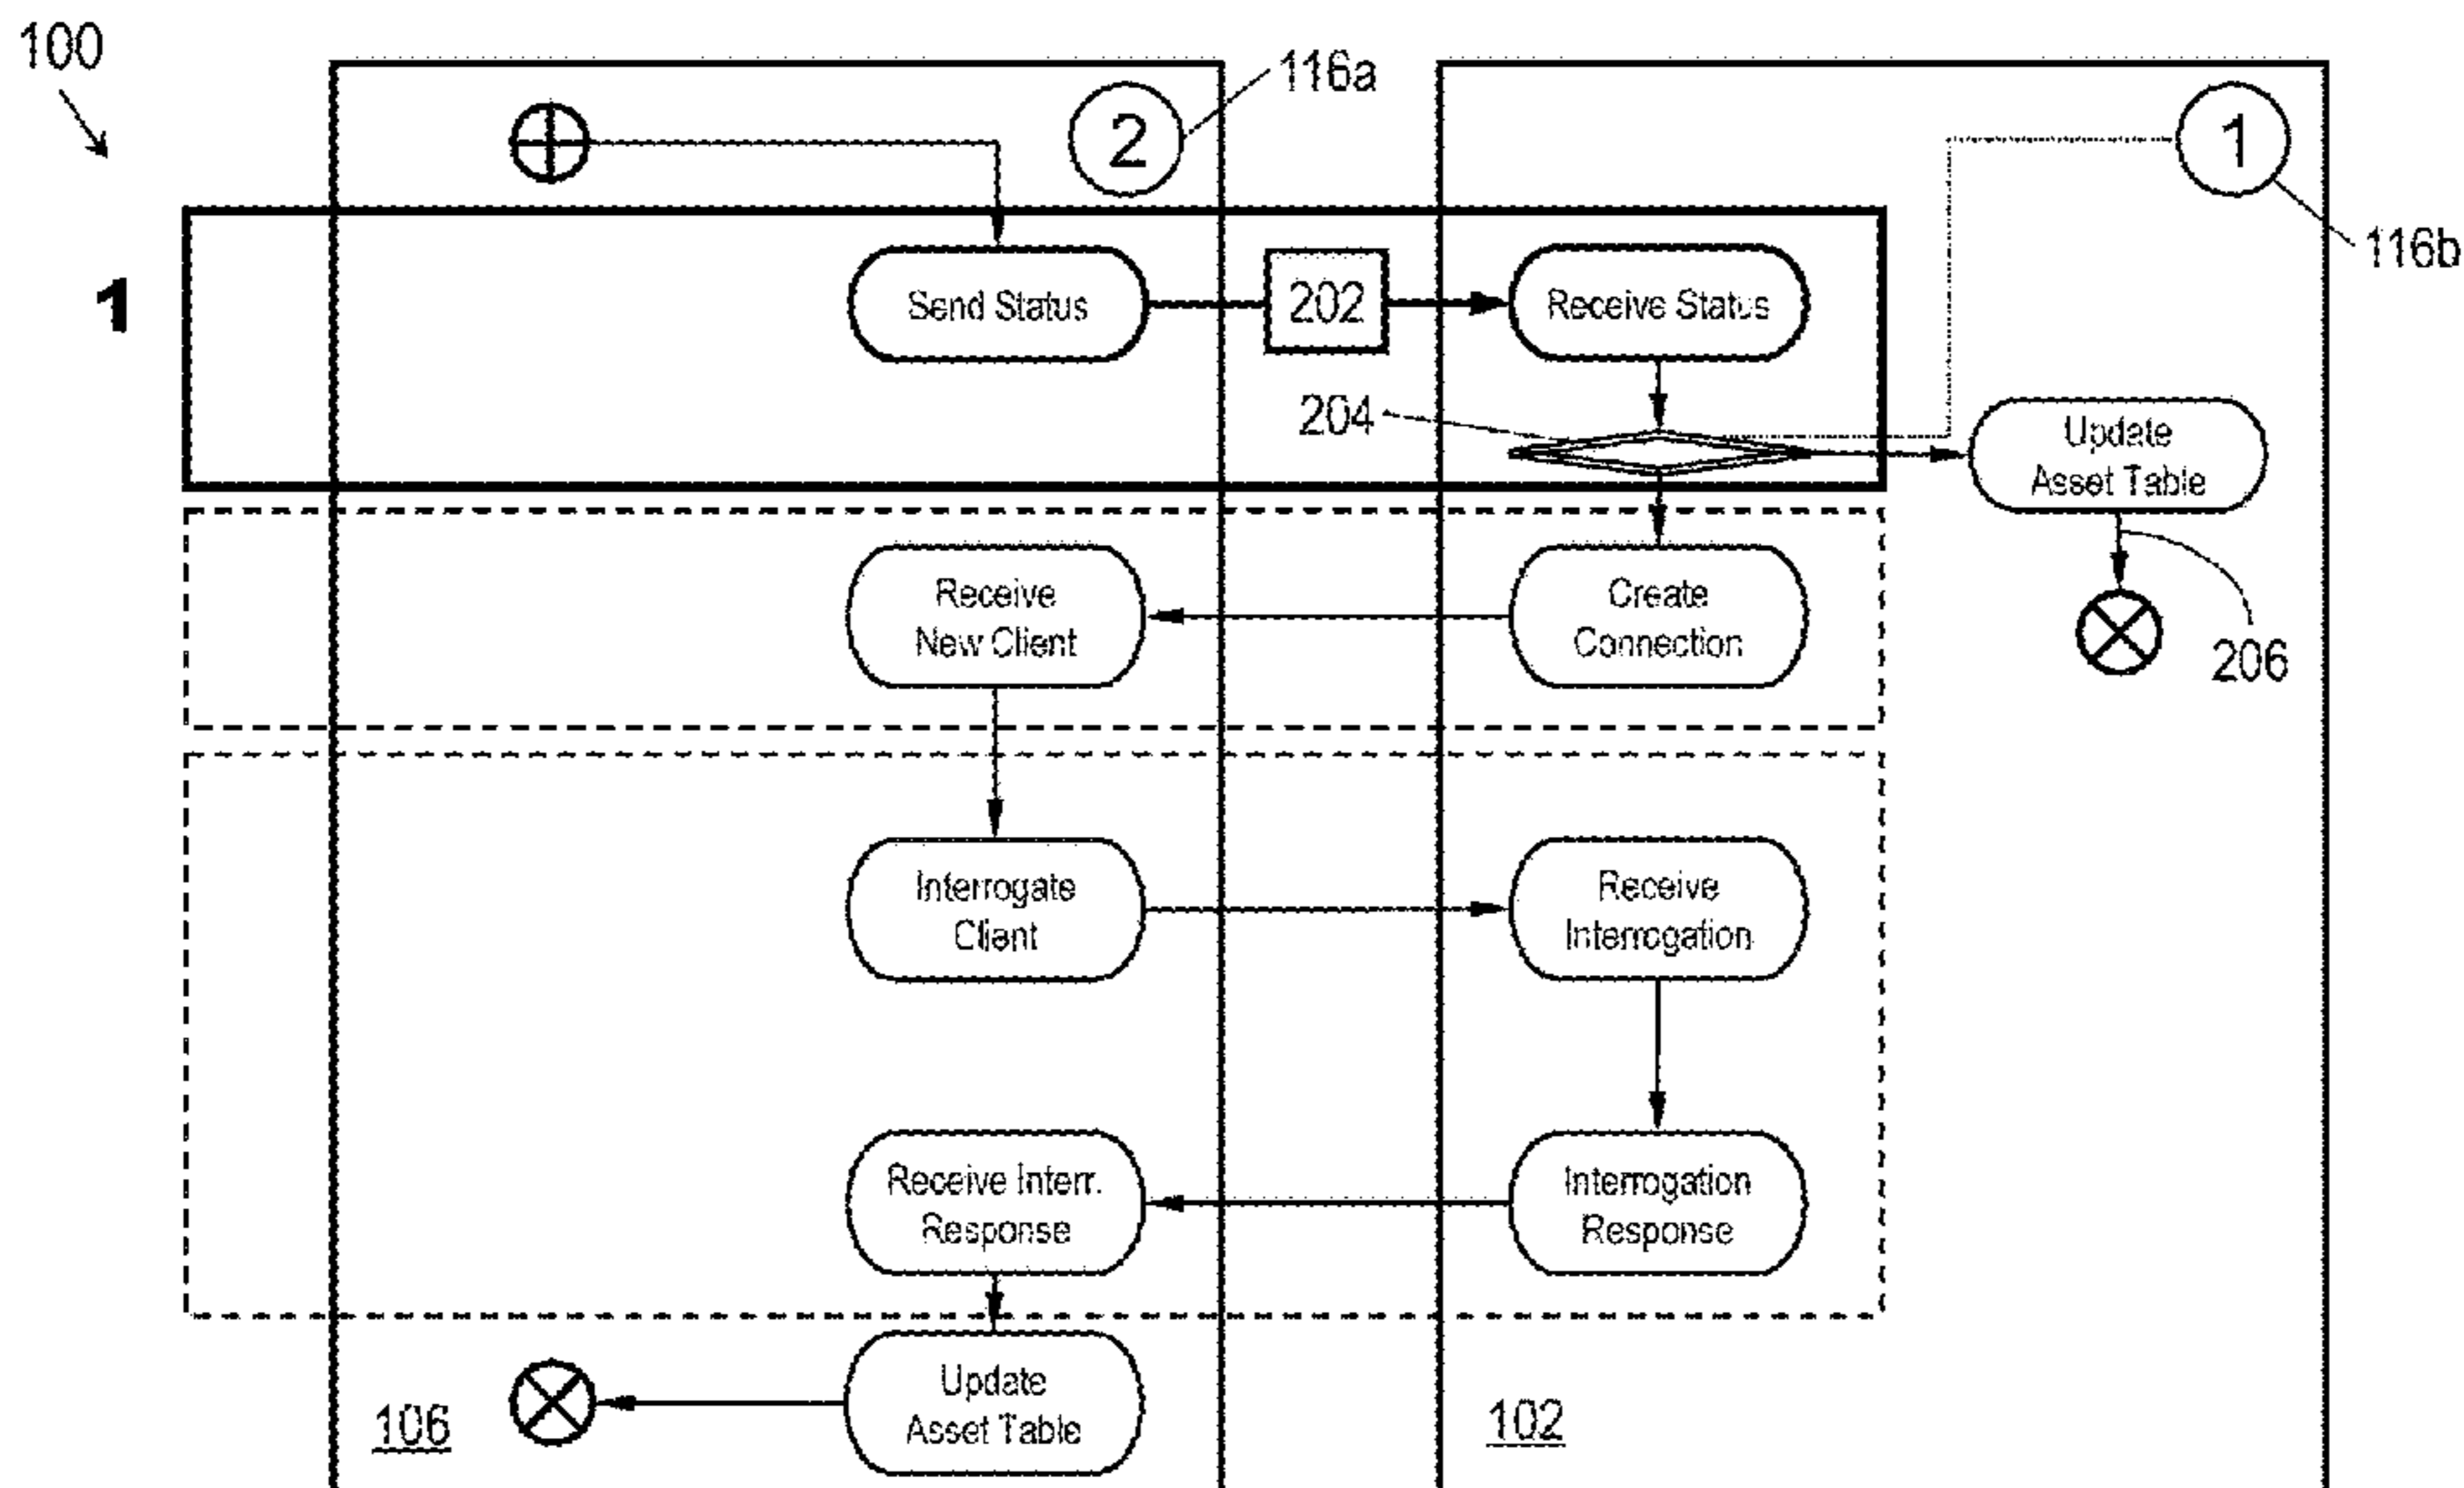 100
116a
2
1
116b
1
Send Status
202
Receive Status
204
Update
Asset Table
Receive
New Client
Create
Connection
206
Interrogate
Client
Receive
Interrogation
Receive Interr.
Response
Interrogation
Response
Update
Asset Table
106
102